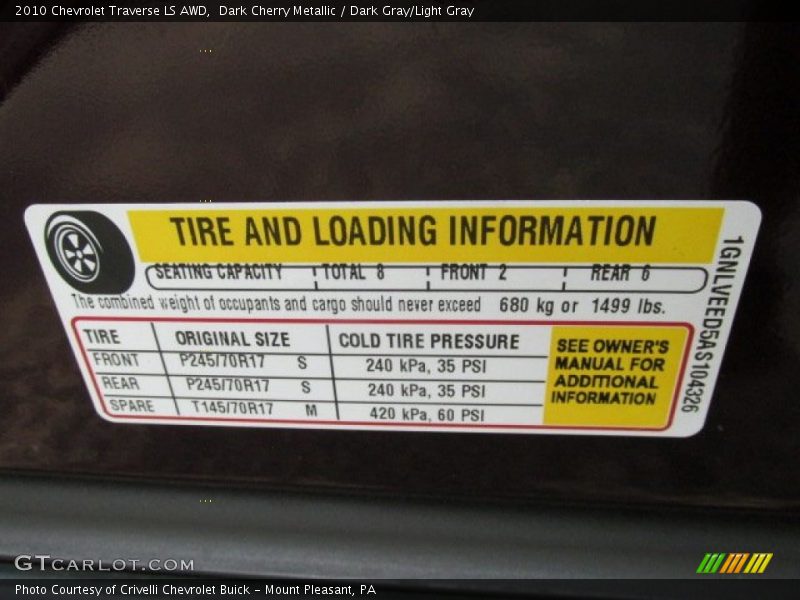 2010 Chevrolet Traverse LS AWD,  Dark Cherry Metallic / Dark Gray/Light Gray
TIRE AND LOADING INFORMATION
SEATING CAPACITY TOTAL 8 FRONT 2 REAR 6
The combined weight of occupants and cargo should never exceed 680 kg or 1499 lbs.
TIRE ORIGINAL SIZE COLD TIRE PRESSURE
FRONT P245/70R17 S 240 kPa, 35 PSI
REAR P245/70R17 S 240 kPa, 35 PSI
SPARE T145/70R17 M 420 kPa, 60 PSI
SEE OWNER'S
MANUAL FOR
ADDITIONAL
INFORMATION
1GNLVEED5AS104326
GTCARLOT.COM
Photo Courtesy of Crivelli Chevrolet Buick - Mount Pleasant, PA